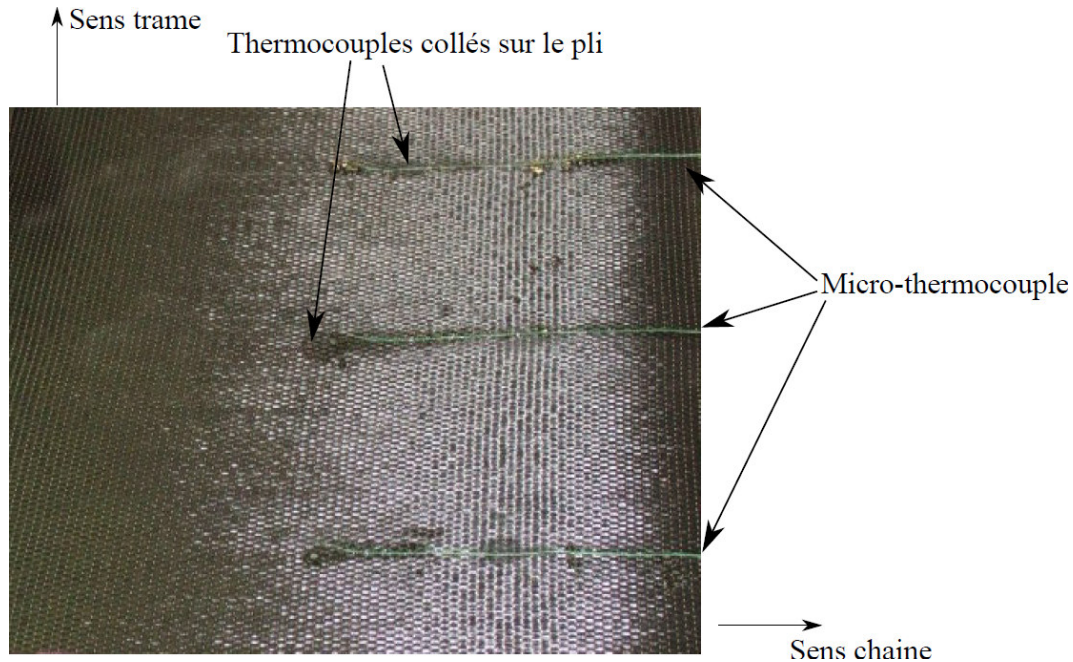 Sens trame
Thermocouples collés sur le pli
Micro-thermocouple
Sens chaine